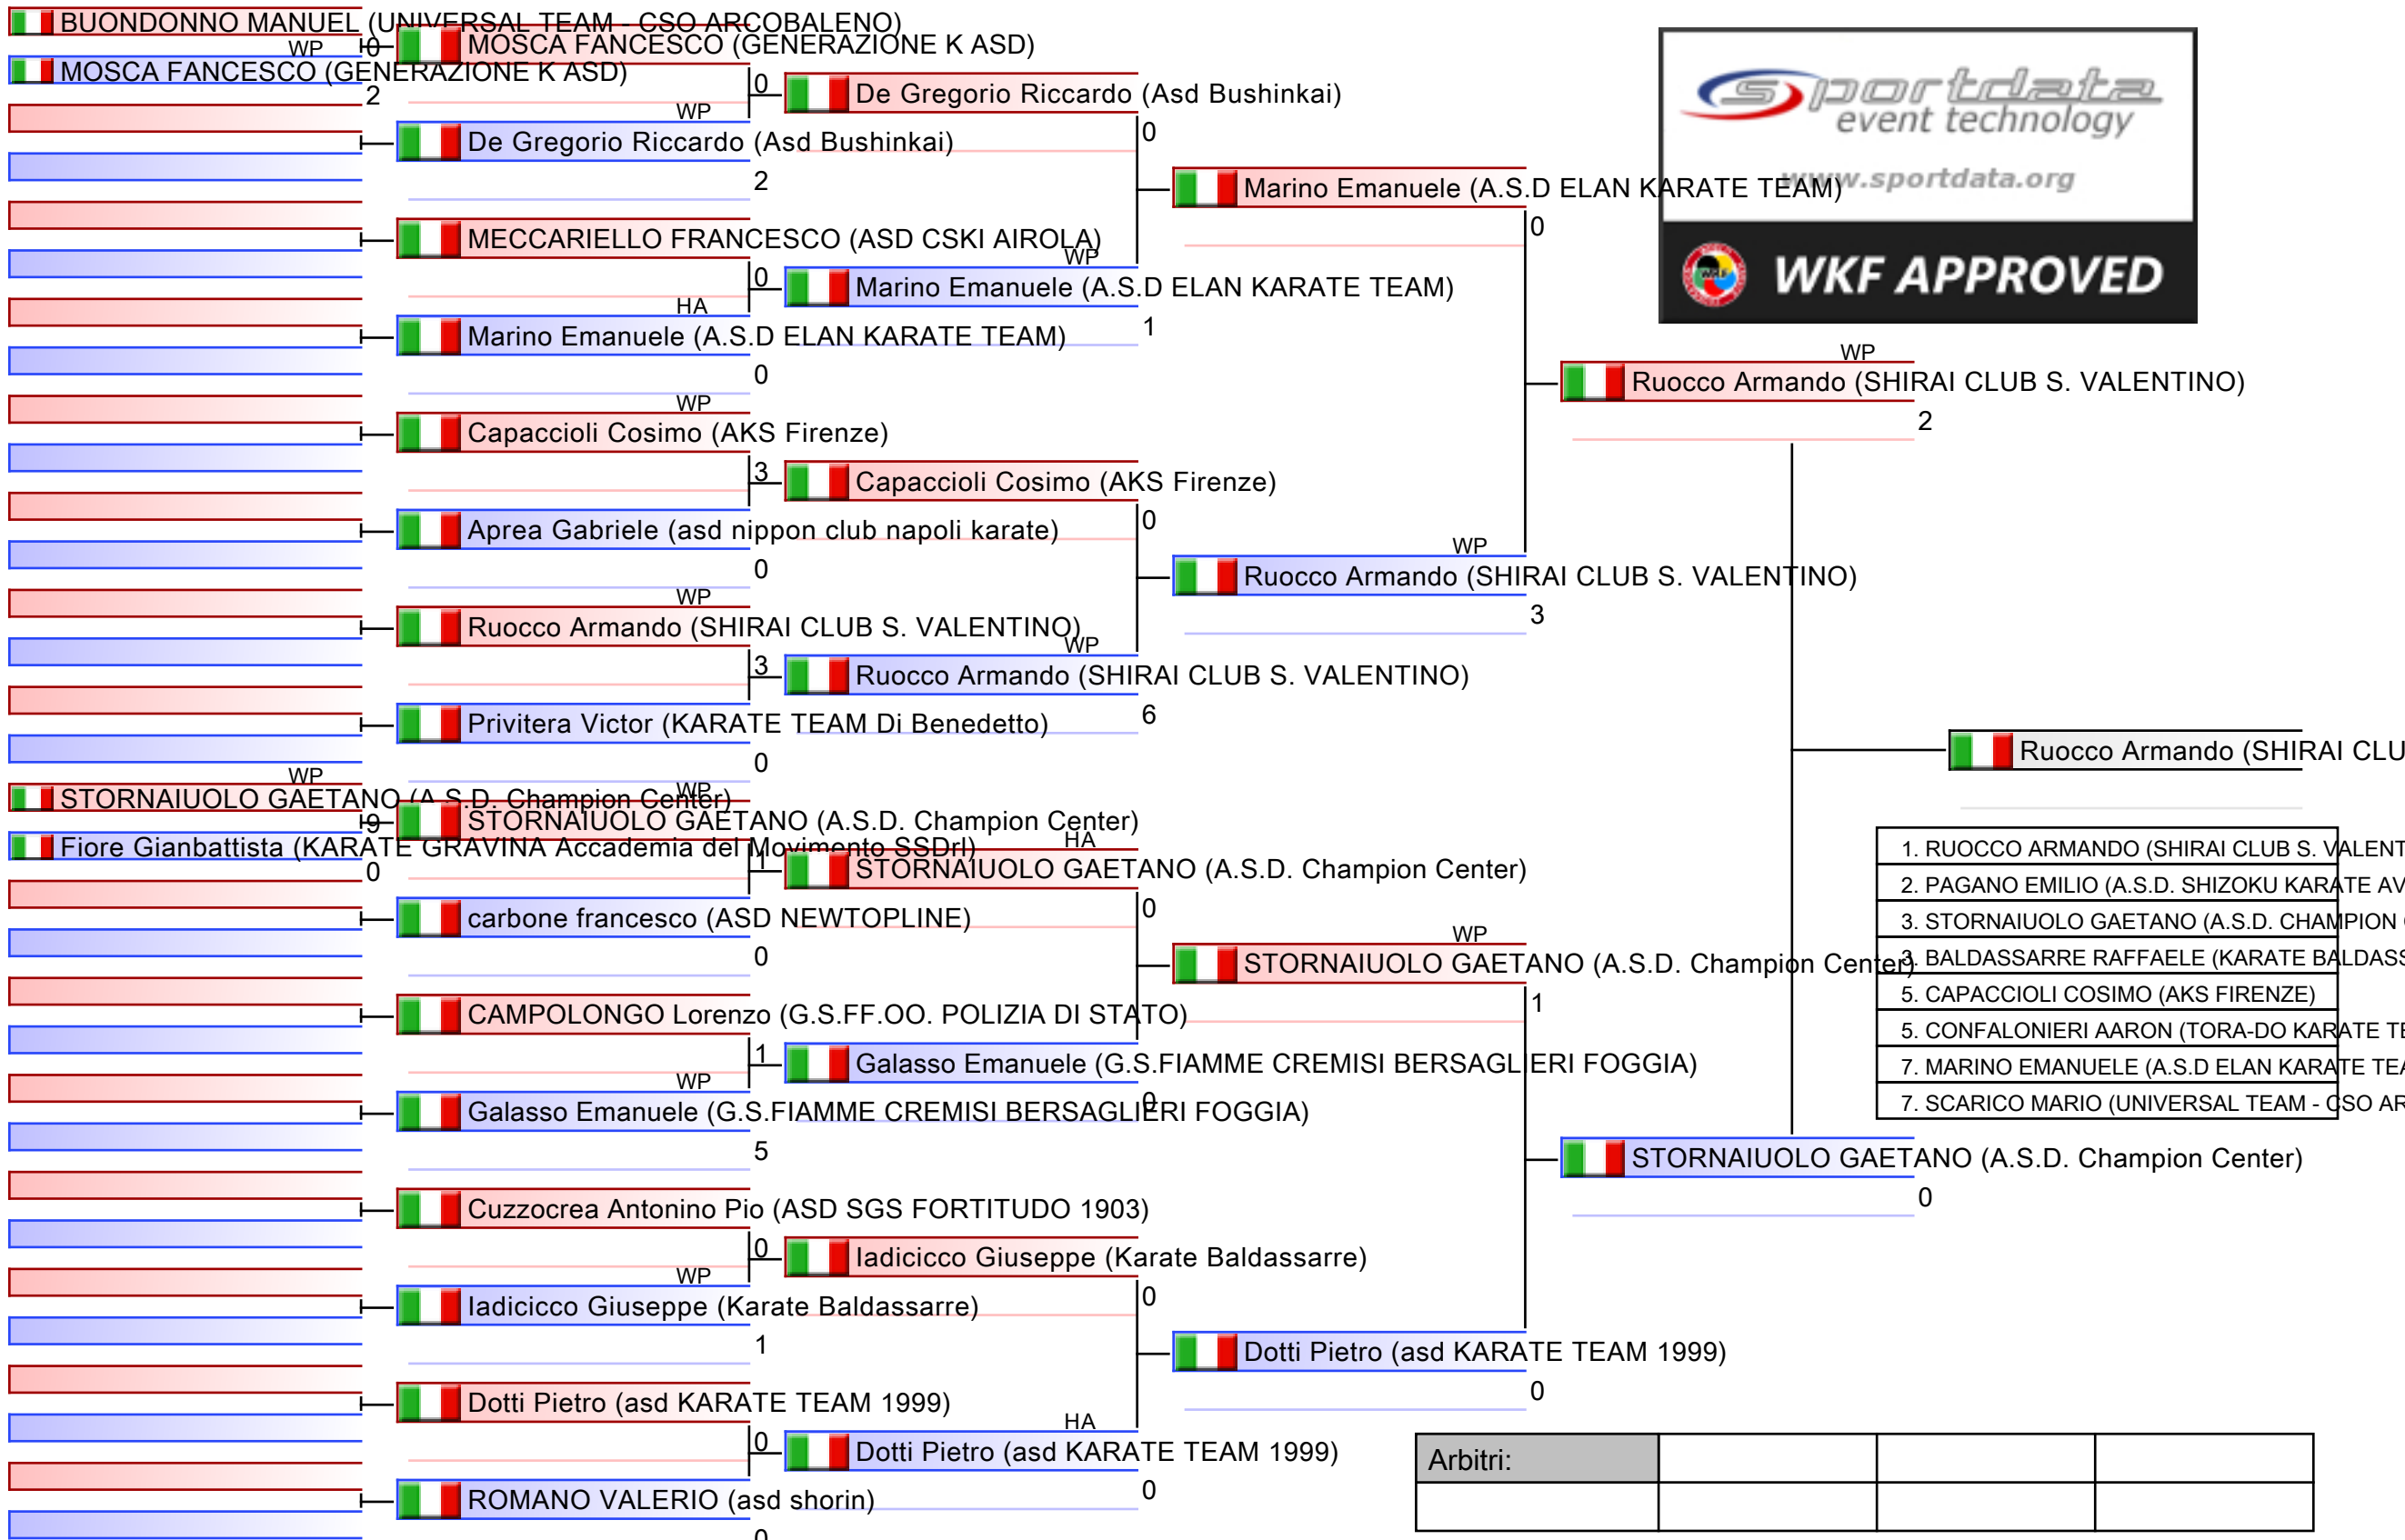 BUONDONNO MANUEL (UNIVERSAL TEAM - CSO ARCOBALENO)
WP
0
MOSCA FANCESCO (GENERAZIONE K ASD)
2
MOSCA FANCESCO (GENERAZIONE K ASD)
0
WP
De Gregorio Riccardo (Asd Bushinkai)
2
MECCARIELLO FRANCESCO (ASD CSKI AIROLA)
0
HA
Marino Emanuele (A.S.D ELAN KARATE TEAM)
0
WP
Capaccioli Cosimo (AKS Firenze)
3
Aprea Gabriele (asd nippon club napoli karate)
0
WP
Ruocco Armando (SHIRAI CLUB S. VALENTINO)
3
Privitera Victor (KARATE TEAM Di Benedetto)
0
WP
STORNAIUOLO GAETANO (A.S.D. Champion Center)
9
Fiore Gianbattista (KARATE GRAVINA Accademia del Movimento SSDrl)
0
WP
STORNAIUOLO GAETANO (A.S.D. Champion Center)
1
carbone francesco (ASD NEWTOPLINE)
0
CAMPOLONGO Lorenzo (G.S.FF.OO. POLIZIA DI STATO)
1
WP
Galasso Emanuele (G.S.FIAMME CREMISI BERSAGLIERI FOGGIA)
5
Cuzzocrea Antonino Pio (ASD SGS FORTITUDO 1903)
0
WP
Iadicicco Giuseppe (Karate Baldassarre)
1
Dotti Pietro (asd KARATE TEAM 1999)
0
ROMANO VALERIO (asd shorin)
0
De Gregorio Riccardo (Asd Bushinkai)
0
WP
Marino Emanuele (A.S.D ELAN KARATE TEAM)
1
Capaccioli Cosimo (AKS Firenze)
0
WP
Ruocco Armando (SHIRAI CLUB S. VALENTINO)
6
HA
STORNAIUOLO GAETANO (A.S.D. Champion Center)
0
Galasso Emanuele (G.S.FIAMME CREMISI BERSAGLIERI FOGGIA)
0
Iadicicco Giuseppe (Karate Baldassarre)
0
HA
Dotti Pietro (asd KARATE TEAM 1999)
0
Marino Emanuele (A.S.D ELAN KARATE TEAM)
0
WP
Ruocco Armando (SHIRAI CLUB S. VALENTINO)
3
WP
STORNAIUOLO GAETANO (A.S.D. Champion Center)
1
Dotti Pietro (asd KARATE TEAM 1999)
0
WP
Ruocco Armando (SHIRAI CLUB S. VALENTINO)
2
STORNAIUOLO GAETANO (A.S.D. Champion Center)
0
sportdata
event technology
www.sportdata.org
WKF
WKF APPROVED
Ruocco Armando (SHIRAI CLU
1. RUOCCO ARMANDO (SHIRAI CLUB S. VALENT
2. PAGANO EMILIO (A.S.D. SHIZOKU KARATE AV
3. STORNAIUOLO GAETANO (A.S.D. CHAMPION
3. BALDASSARRE RAFFAELE (KARATE BALDASS
5. CAPACCIOLI COSIMO (AKS FIRENZE)
5. CONFALONIERI AARON (TORA-DO KARATE TE
7. MARINO EMANUELE (A.S.D ELAN KARATE TEA
7. SCARICO MARIO (UNIVERSAL TEAM - CSO AR
Arbitri: